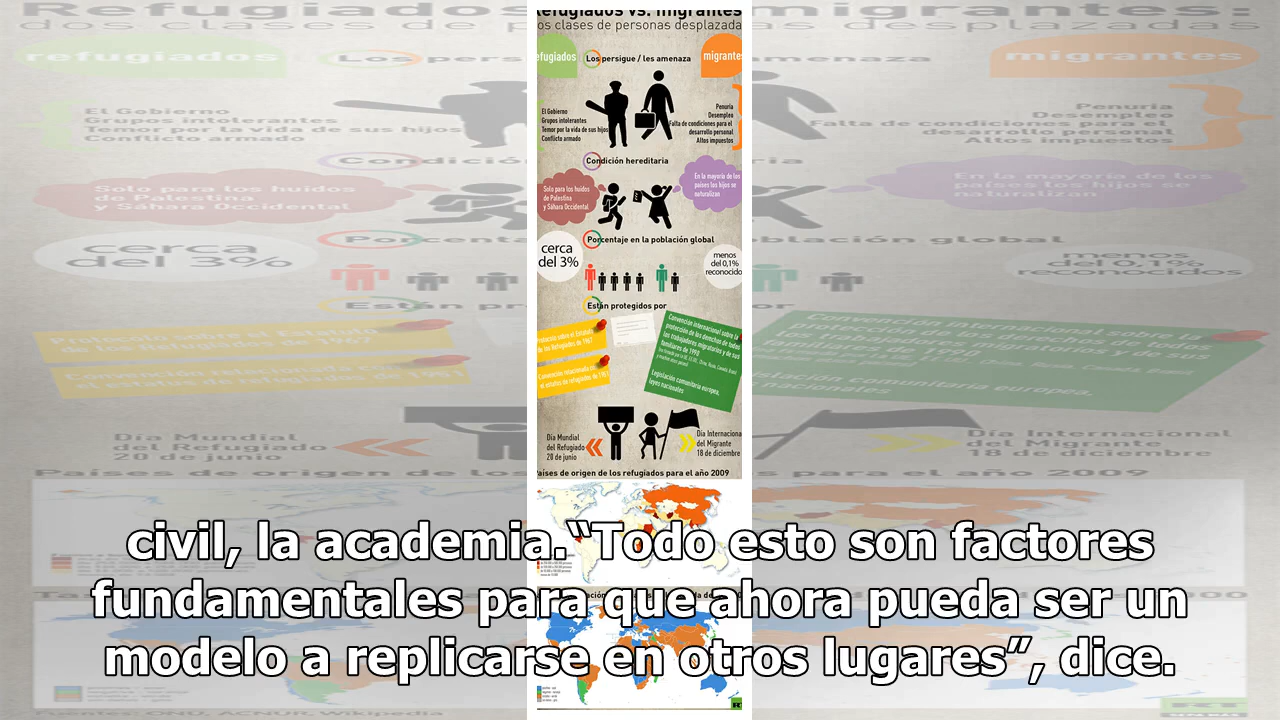 Refugiados vs. migrantes
dos clases de personas desplazadas
refugiados
Los persigue / les amenaza
migrantes
El Gobierno
Grupos intolerantes
Temor por la vida de sus hijos
Conflicto armado
Penuria
Desempleo
Falta de condiciones para el
desarrollo personal
Altos impuestos
Condición hereditaria
Solo para los huidos
de Palestina
y Sáhara Occidental
En la mayoría de los
países los hijos se
naturalizan
Porcentaje en la población global
cerca
del 3%
menos
del 0,1%
reconocidos
Están protegidos por
Protocolo sobre el Estatuto
de los Refugiados de 1967
Convención relacionada con
el estatus de refugiados de 1951
Convención internacional sobre la
protección de los derechos de todos
los trabajadores migratorios y de sus
familiares de 1990
Legislación comunitaria europea,
leyes nacionales
Día Mundial
del Refugiado
20 de junio
Día Internacional
del Migrante
18 de diciembre
Países de origen de los refugiados para el año 2009
civil, la academia. “Todo esto son factores
fundamentales para que ahora pueda ser un
modelo a replicarse en otros lugares”, dice.
Fuentes: ONU, ACNUR, Wikipedia
RT